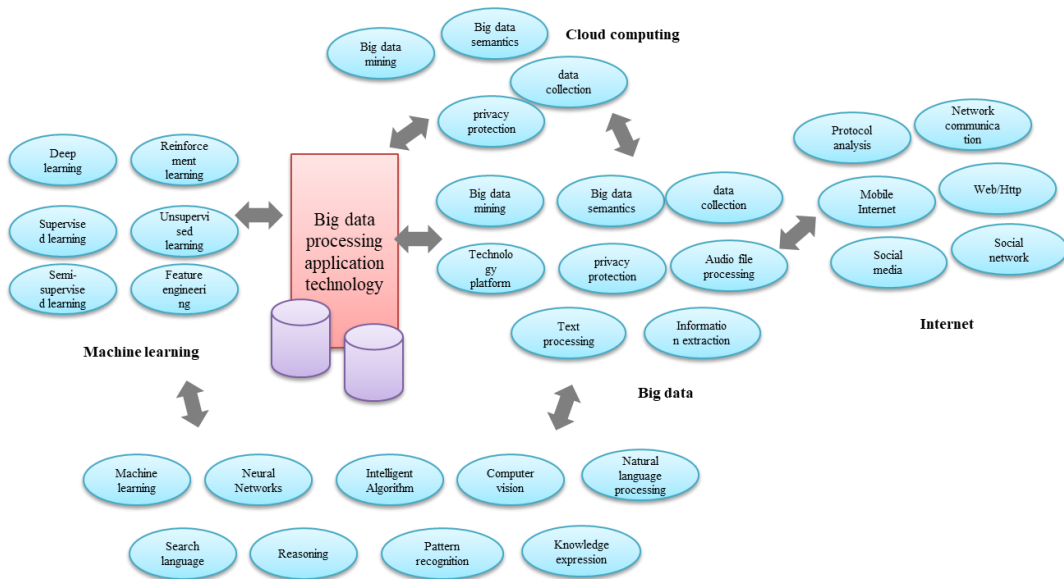 Big data
mining
Big data
semantics
Cloud computing
data
collection
privacy
protection
Deep
learning
Reinforce
ment learning
Supervise
d learning
Unsupervi
sed learning
Semi-
supervise
d learning
Feature
engineeri
ng
Machine learning
Big data
processing
application
technology
Big data
mining
Big data
semantics
data
collection
Technolo
gy
platform
privacy
protection
Audio file
processing
Text
processing
Informatio
n extraction
Big data
Protocol
analysis
Network
communica
tion
Mobile
Internet
Web/Http
Social
media
Social
network
Internet
Machine
learning
Neural
Networks
Intelligent
Algorithm
Computer
vision
Natural
language
processing
Search
language
Reasoning
Pattern
recognition
Knowledge
expression